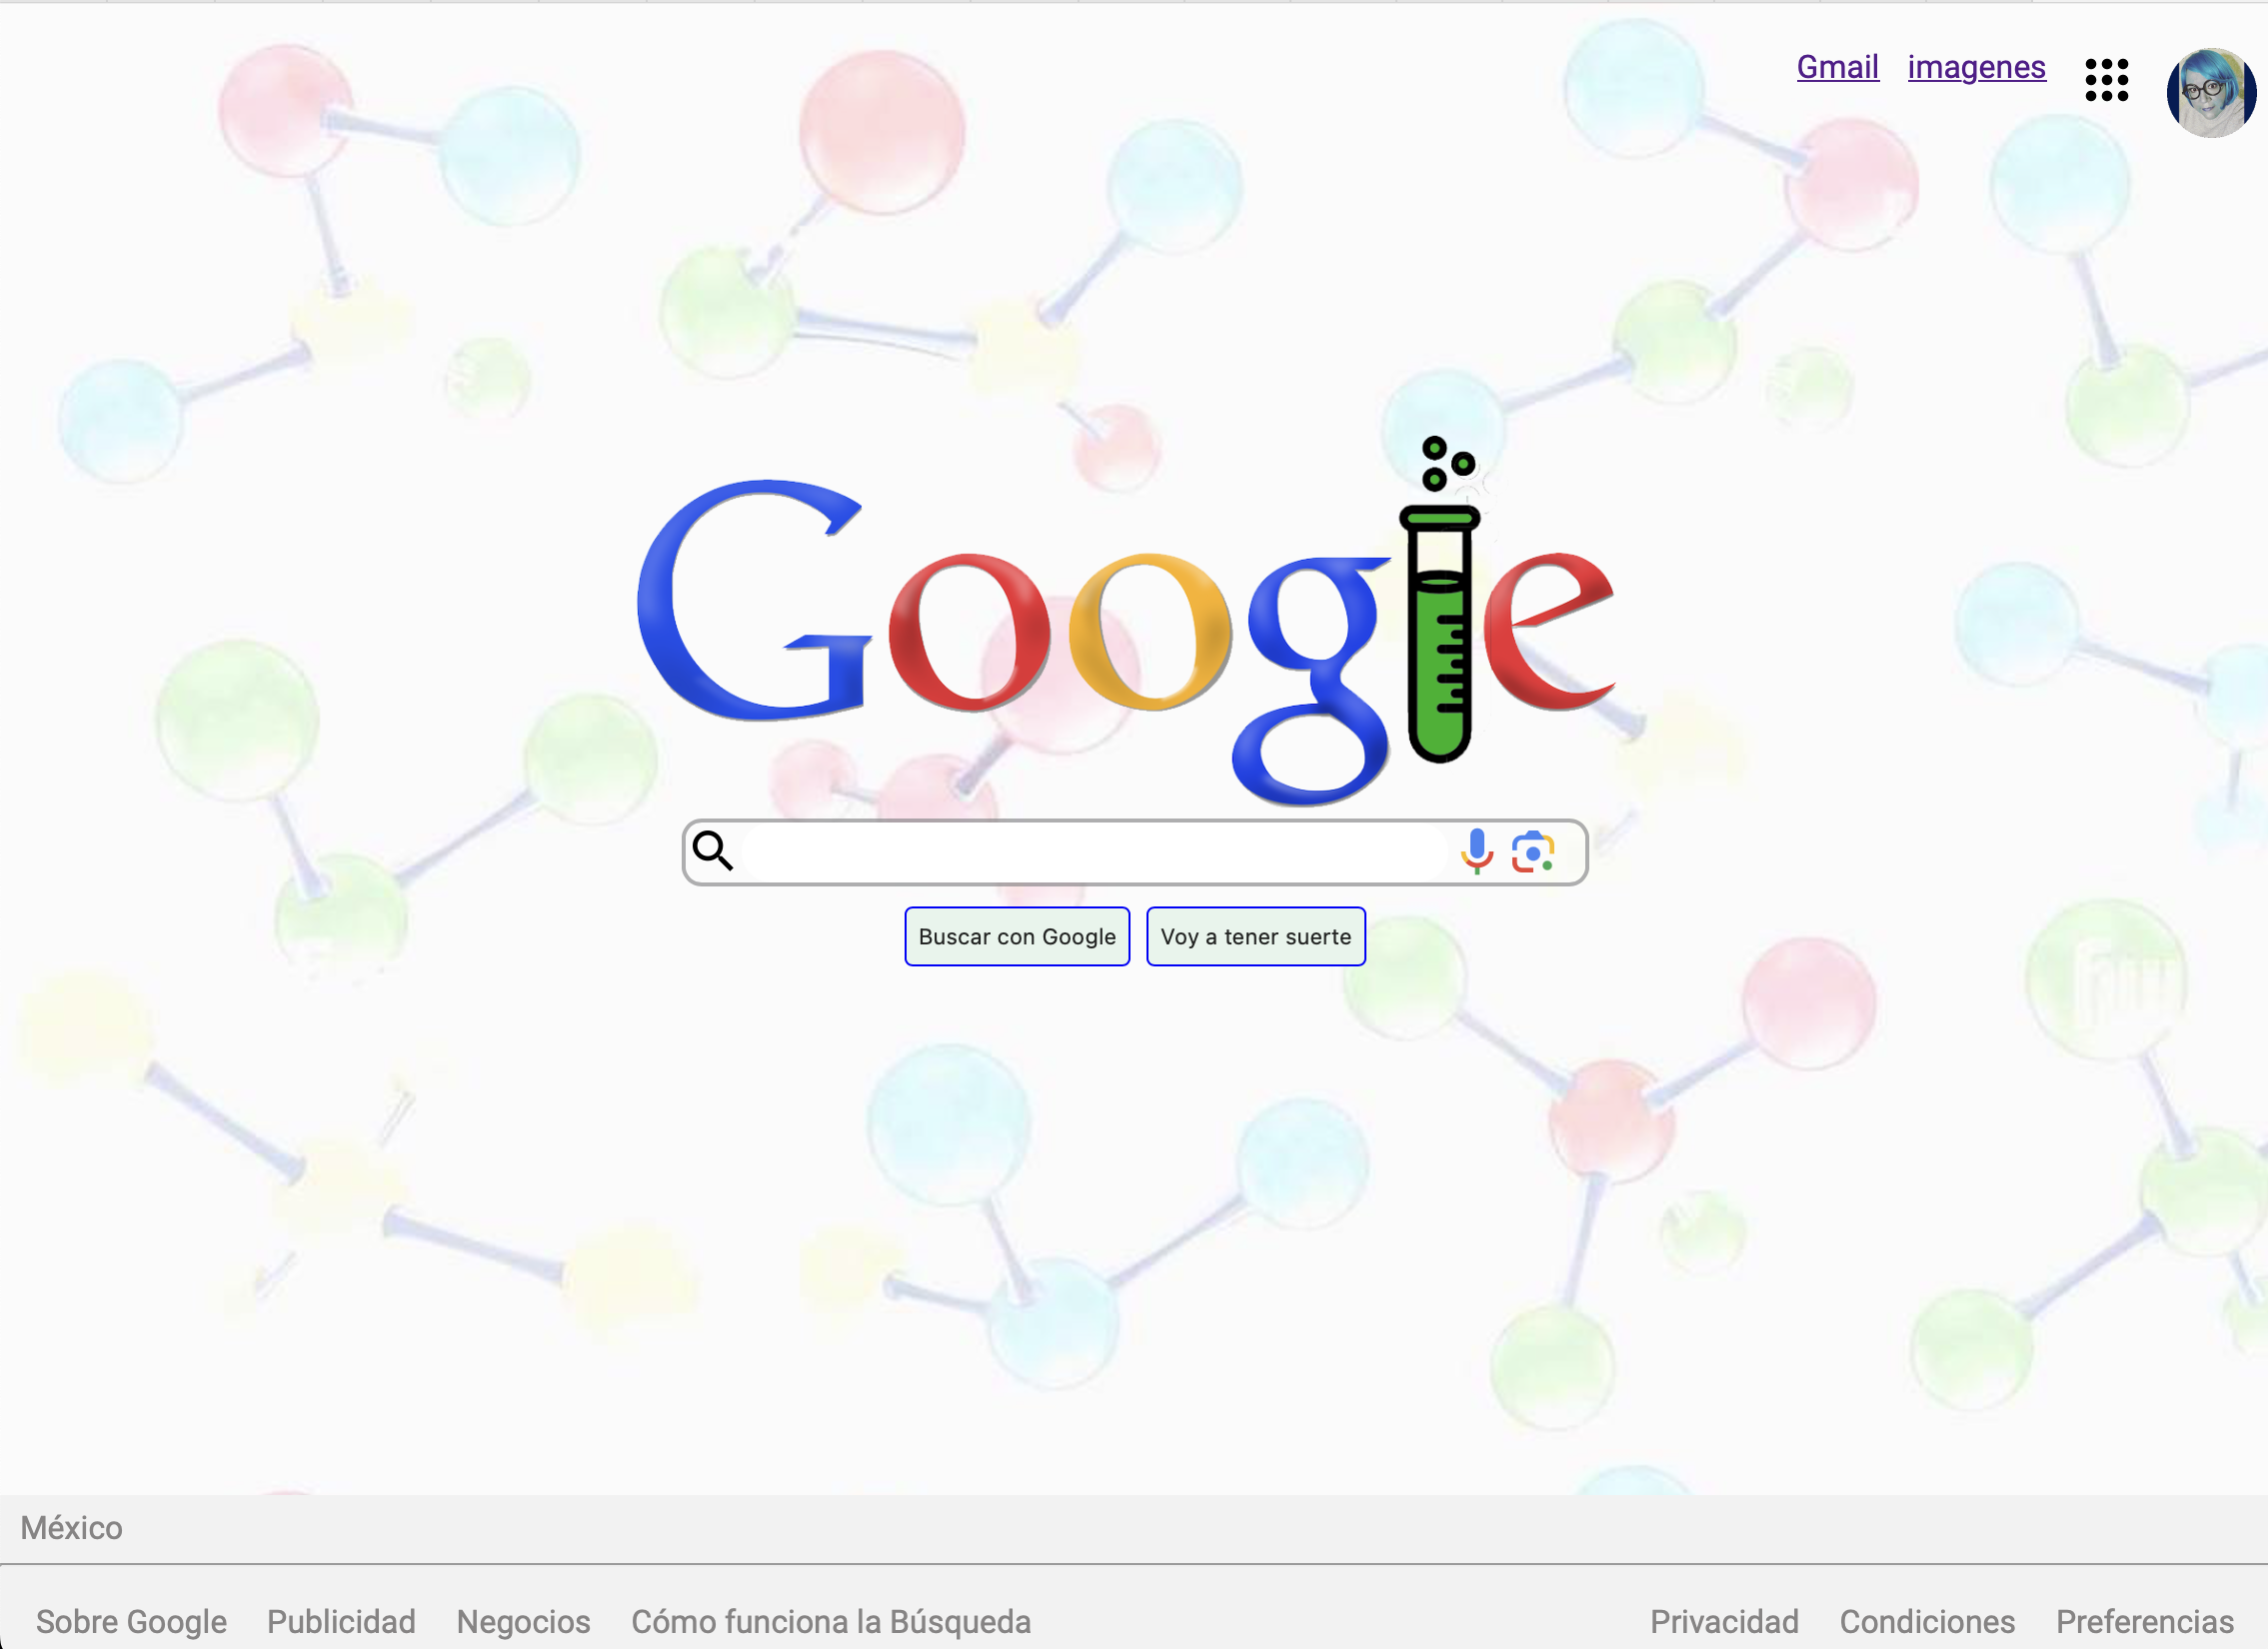 Gmail imagenes
Google
Buscar con Google Voy a tener suerte
México
Sobre Google Publicidad Negocios Cómo funciona la Búsqueda Privacidad Condiciones Preferencias